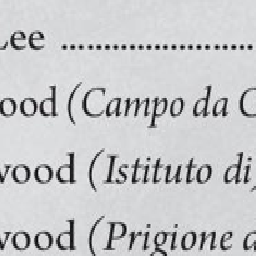 Lee ........................
ood (Campo da C
wood (Istituto di
wood (Prigione d